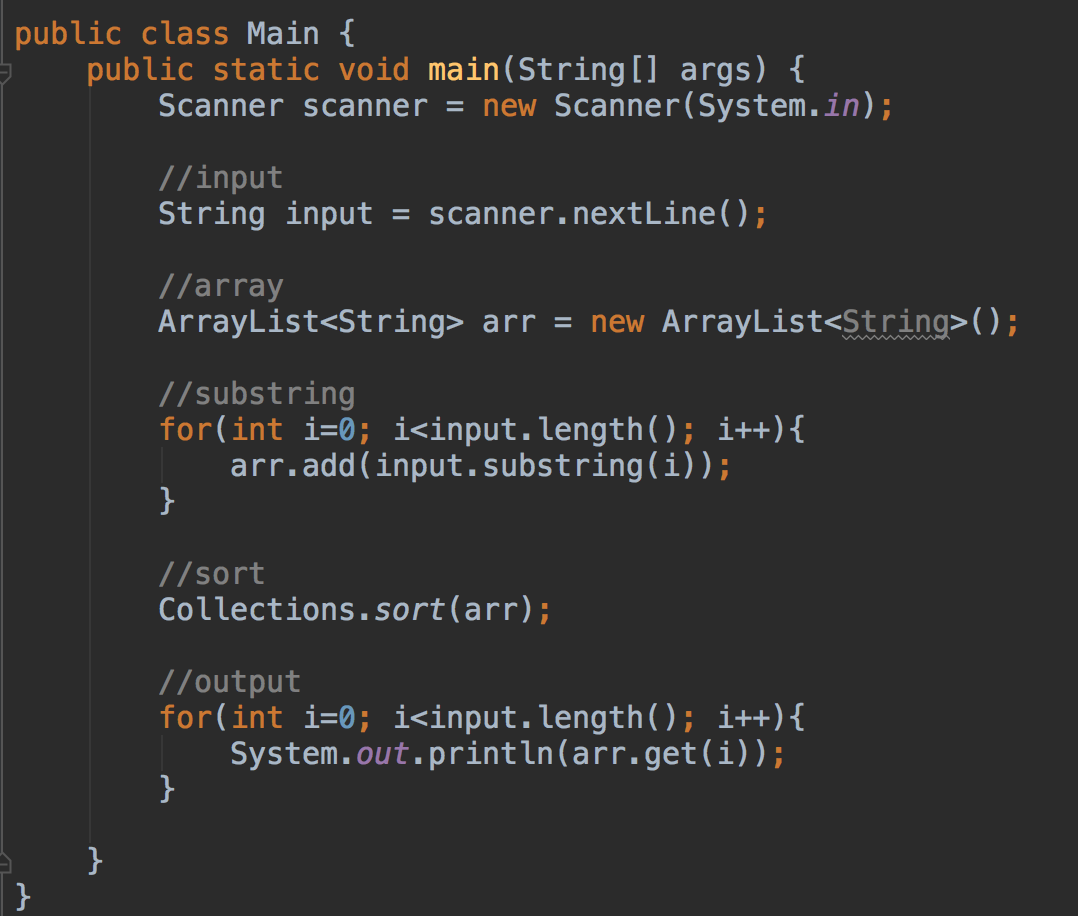 public class Main {
public static void main(String[] args) {
Scanner scanner = new Scanner(System.in);
//input
String input = scanner.nextLine();
//array
ArrayList<String> arr = new ArrayList<String>();
//substring
for(int i=0; i<input.length(); i++){
arr.add(input.substring(i));
}
//sort
Collections.sort(arr);
//output
for(int i=0; i<input.length(); i++){
System.out.println(arr.get(i));
}
}
}